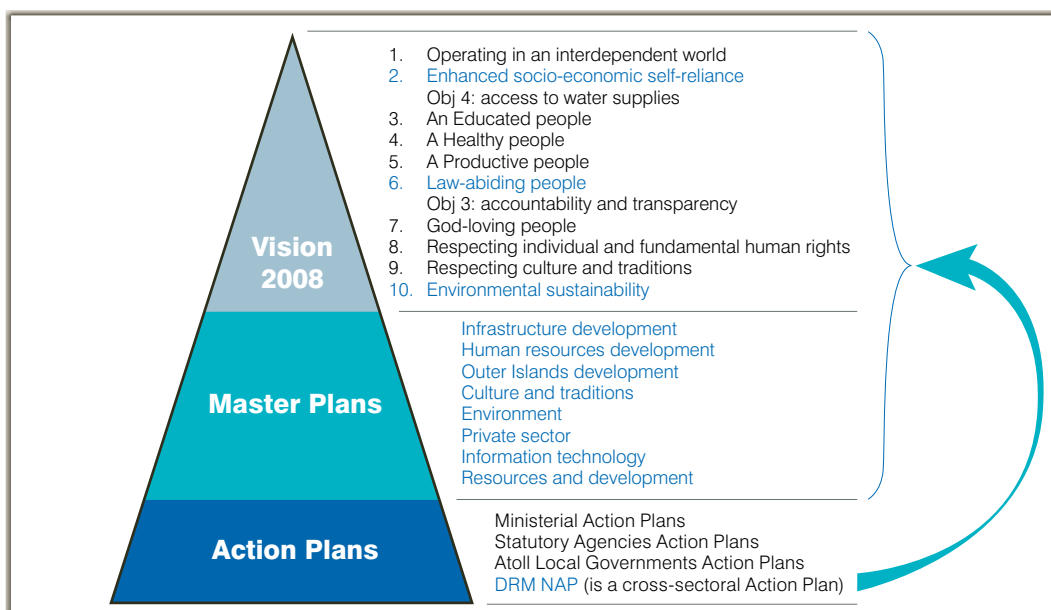 1. Operating in an interdependent world
2. Enhanced socio-economic self-reliance
Obj 4: access to water supplies
3. An Educated people
4. A Healthy people
5. A Productive people
6. Law-abiding people
Obj 3: accountability and transparency
7. God-loving people
8. Respecting individual and fundamental human rights
9. Respecting culture and traditions
10. Environmental sustainability
Vision
2008
Infrastructure development
Human resources development
Outer Islands development
Culture and traditions
Environment
Private sector
Information technology
Resources and development
Master Plans
Ministerial Action Plans
Statutory Agencies Action Plans
Atoll Local Governments Action Plans
DRM NAP (is a cross-sectoral Action Plan)
Action Plans